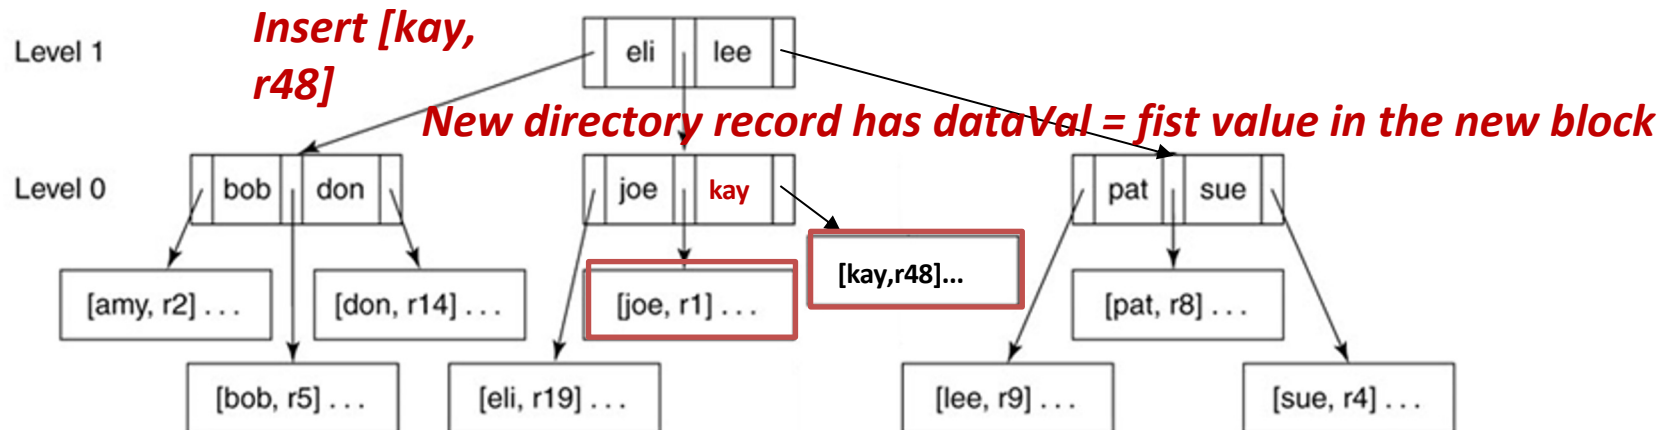 Insert [kay,
r48]
Level 1
eli lee
New directory record has dataVal = fist value in the new block
Level 0
bob don
joe kay
pat sue
[kay,r48]...
[amy, r2] . . .
[don, r14] . . .
[joe, r1] . . .
[pat, r8] . . .
[bob, r5] . . .
[eli, r19] . . .
[lee, r9] . . .
[sue, r4] . . .